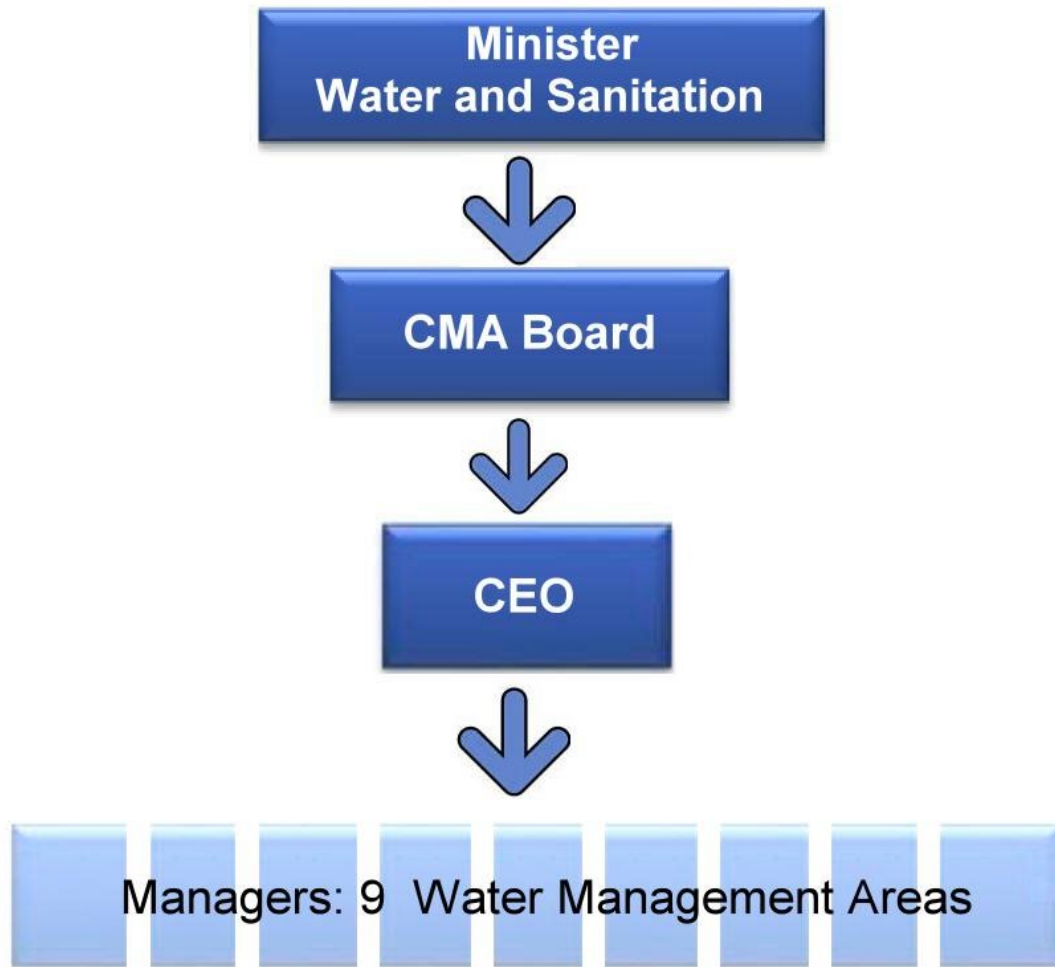 Minister
Water and Sanitation
CMA Board
CEO
Managers: 9 Water Management Areas